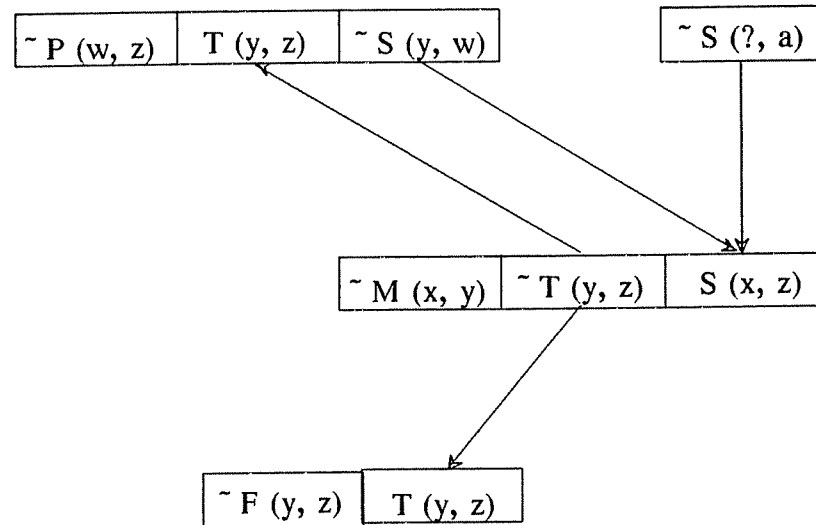 ~ P (w, z) T (y, z) ~ S (y, w) ~ S (?, a)
~ M (x, y) ~ T (y, z) S (x, z)
~ F (y, z) T (y, z)